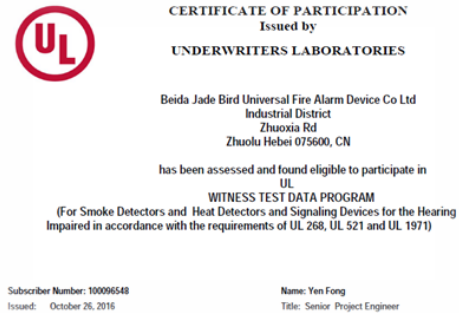 UL
CERTIFICATE OF PARTICIPATION
Issued by
UNDERWRITERS LABORATORIES
Beida Jade Bird Universal Fire Alarm Device Co Ltd
Industrial District
Zhuoxia Rd
Zhuolu Hebei 075600, CN
has been assessed and found eligible to participate in
UL
WITNESS TEST DATA PROGRAM
(For Smoke Detectors and Heat Detectors and Signaling Devices for the Hearing
Impaired in accordance with the requirements of UL 268, UL 521 and UL 1971)
Subscriber Number: 100096548
Name: Yen Fong
Issued: October 26, 2016
Title: Senior Project Engineer